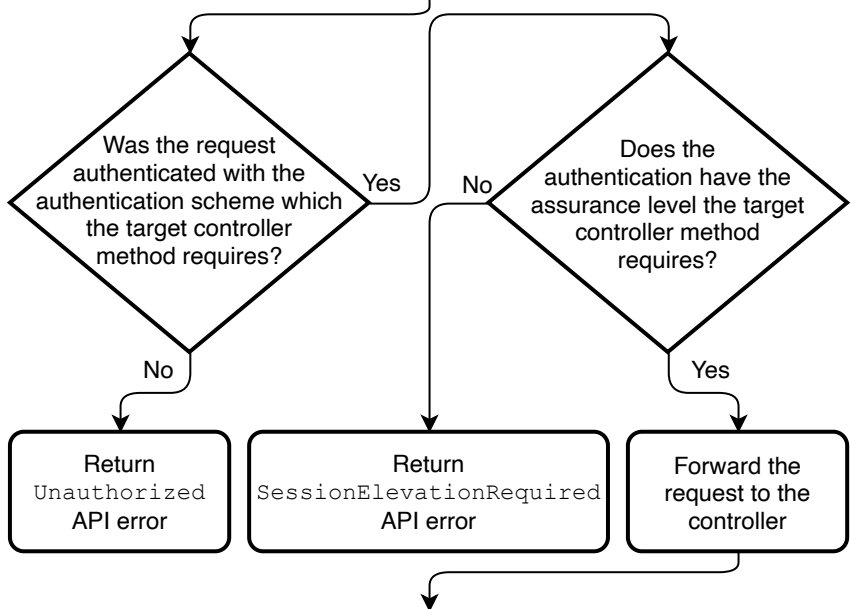 Was the request
authenticated with the
authentication scheme which
the target controller
method requires?
Yes
No
Does the
authentication have the
assurance level the target
controller method
requires?
No
Yes
Return
Unauthorized
API error
Return
SessionElevationRequired
API error
Forward the
request to the
controller